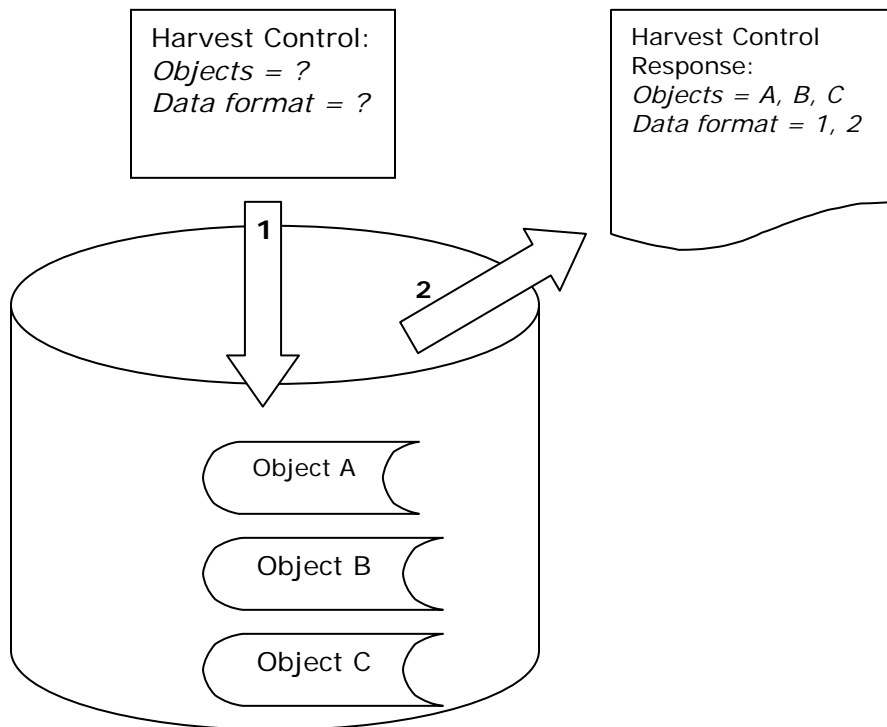 Harvest Control:
Objects = ?
Data format = ?
Harvest Control
Response:
Objects = A, B, C
Data format = 1, 2
1
2
Object A
Object B
Object C